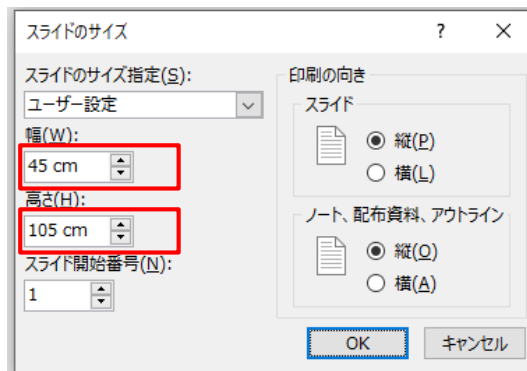 スライドのサイズ
?
スライドのサイズ指定(S):
ユーザー設定
幅(W):
45 cm
高さ(H):
105 cm
スライド開始番号(N):
1
印刷の向き
スライド
縦(P)
横(L)
ノート、配布資料、アウトライン
縦(O)
横(A)
OK
キャンセル